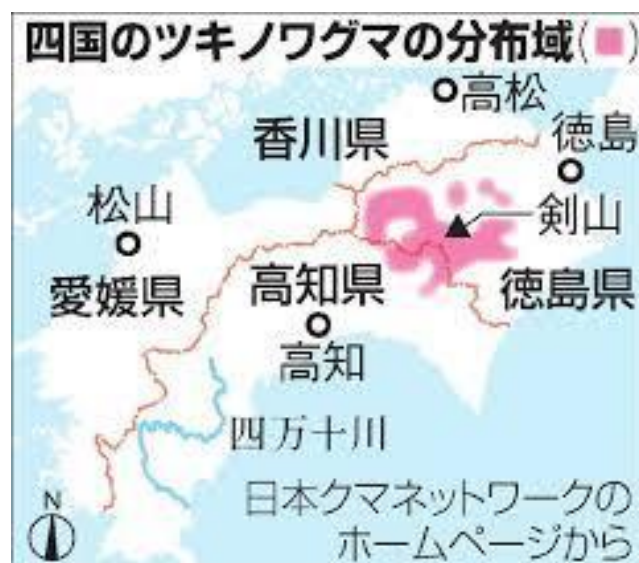 四国のツキノワグマの分布域(■)
高松
香川県
徳島
松山
剣山
愛媛県
高知県
徳島県
高知
四万十川
N
日本クマネットワークの
ホームページから